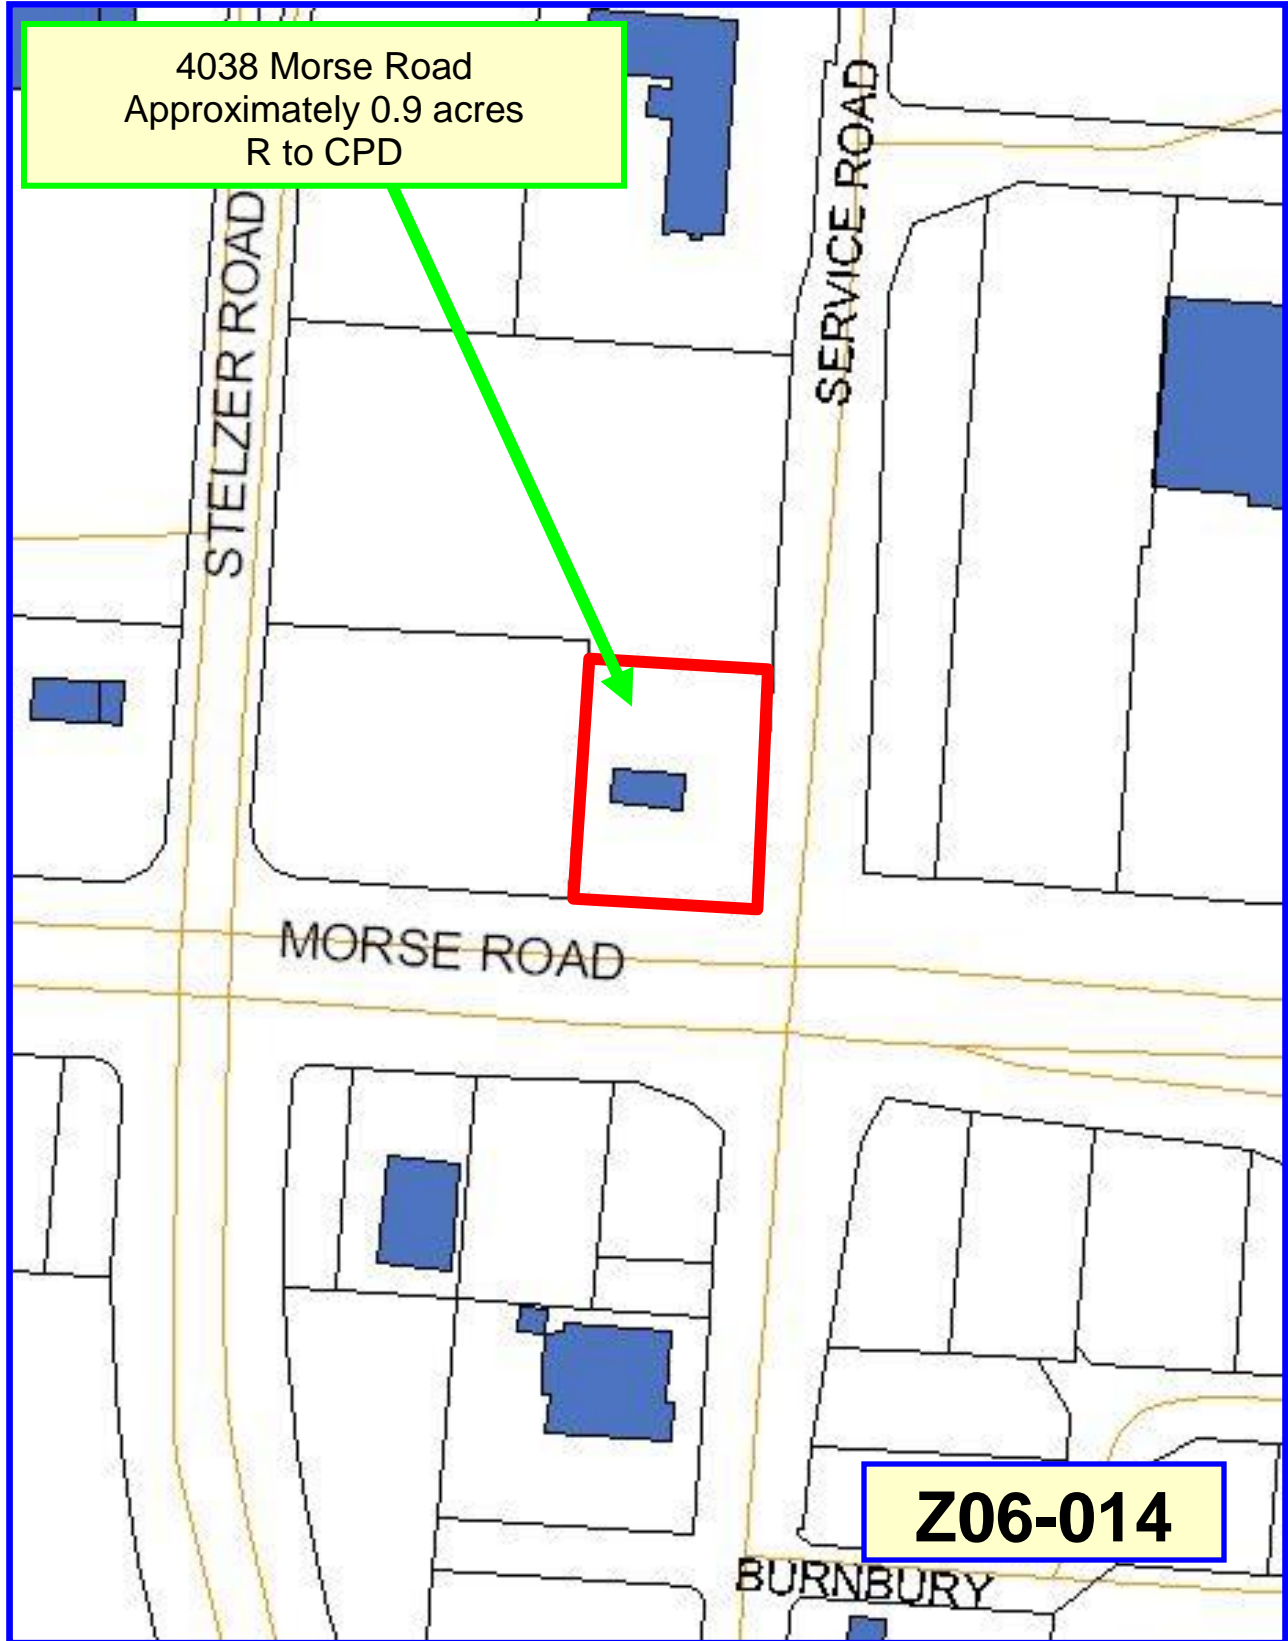 4038 Morse Road
Approximately 0.9 acres
R to CPD
SERVICE ROAD
STELZER ROAD
MORSE ROAD
Z06-014
BURNBURY